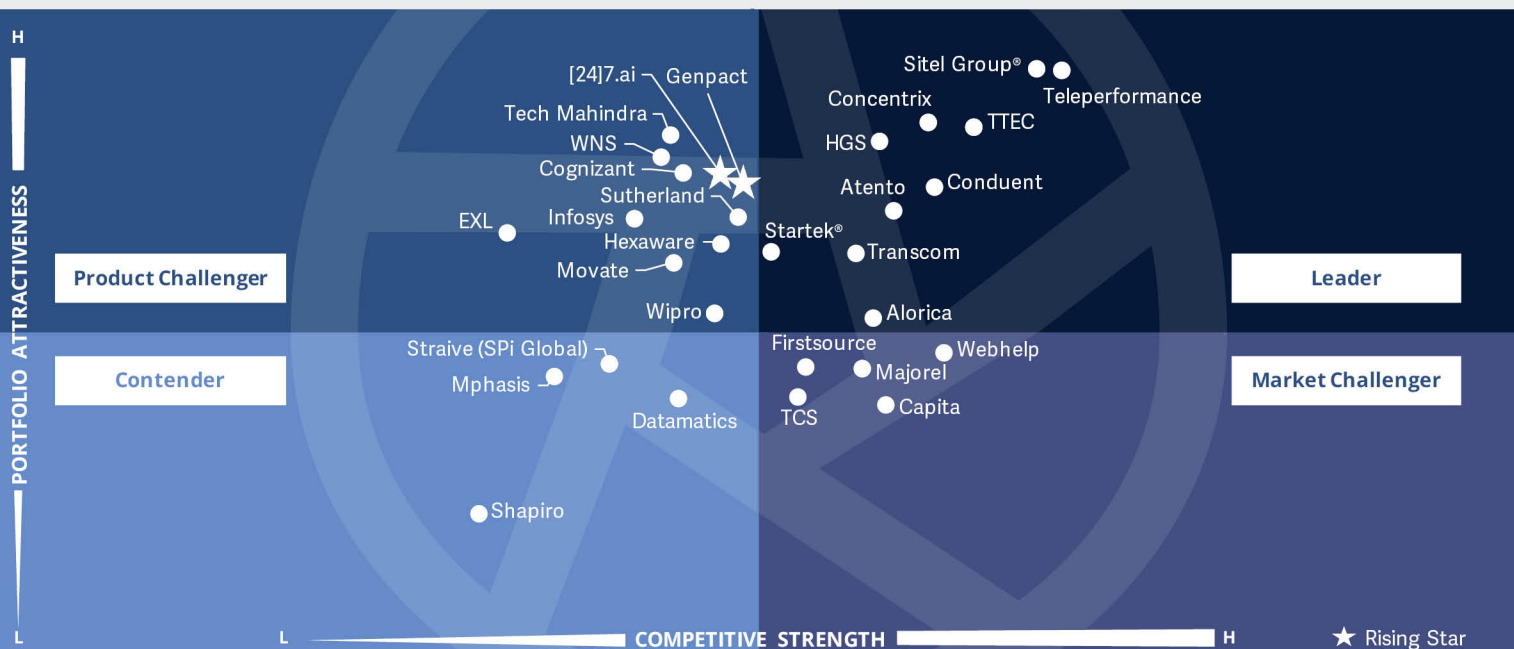 H
PORTFOLIO ATTRACTIVENESS
L
[24]7.ai
Genpact
Tech Mahindra
WNS
Cognizant
Sutherland
EXL
Infosys
Hexaware
Movate
Wipro
Product Challenger
Sitel Group®
Teleperformance
Concentrix
TTEC
HGS
Atento
Conduent
Startek®
Transcom
Alorica
Leader
Contender
Straive (SPi Global)
Mphasis
Datamatics
Shapiro
Firstsource
Webhelp
Majorel
TCS
Capita
Market Challenger
L
COMPETITIVE STRENGTH
H
Rising Star